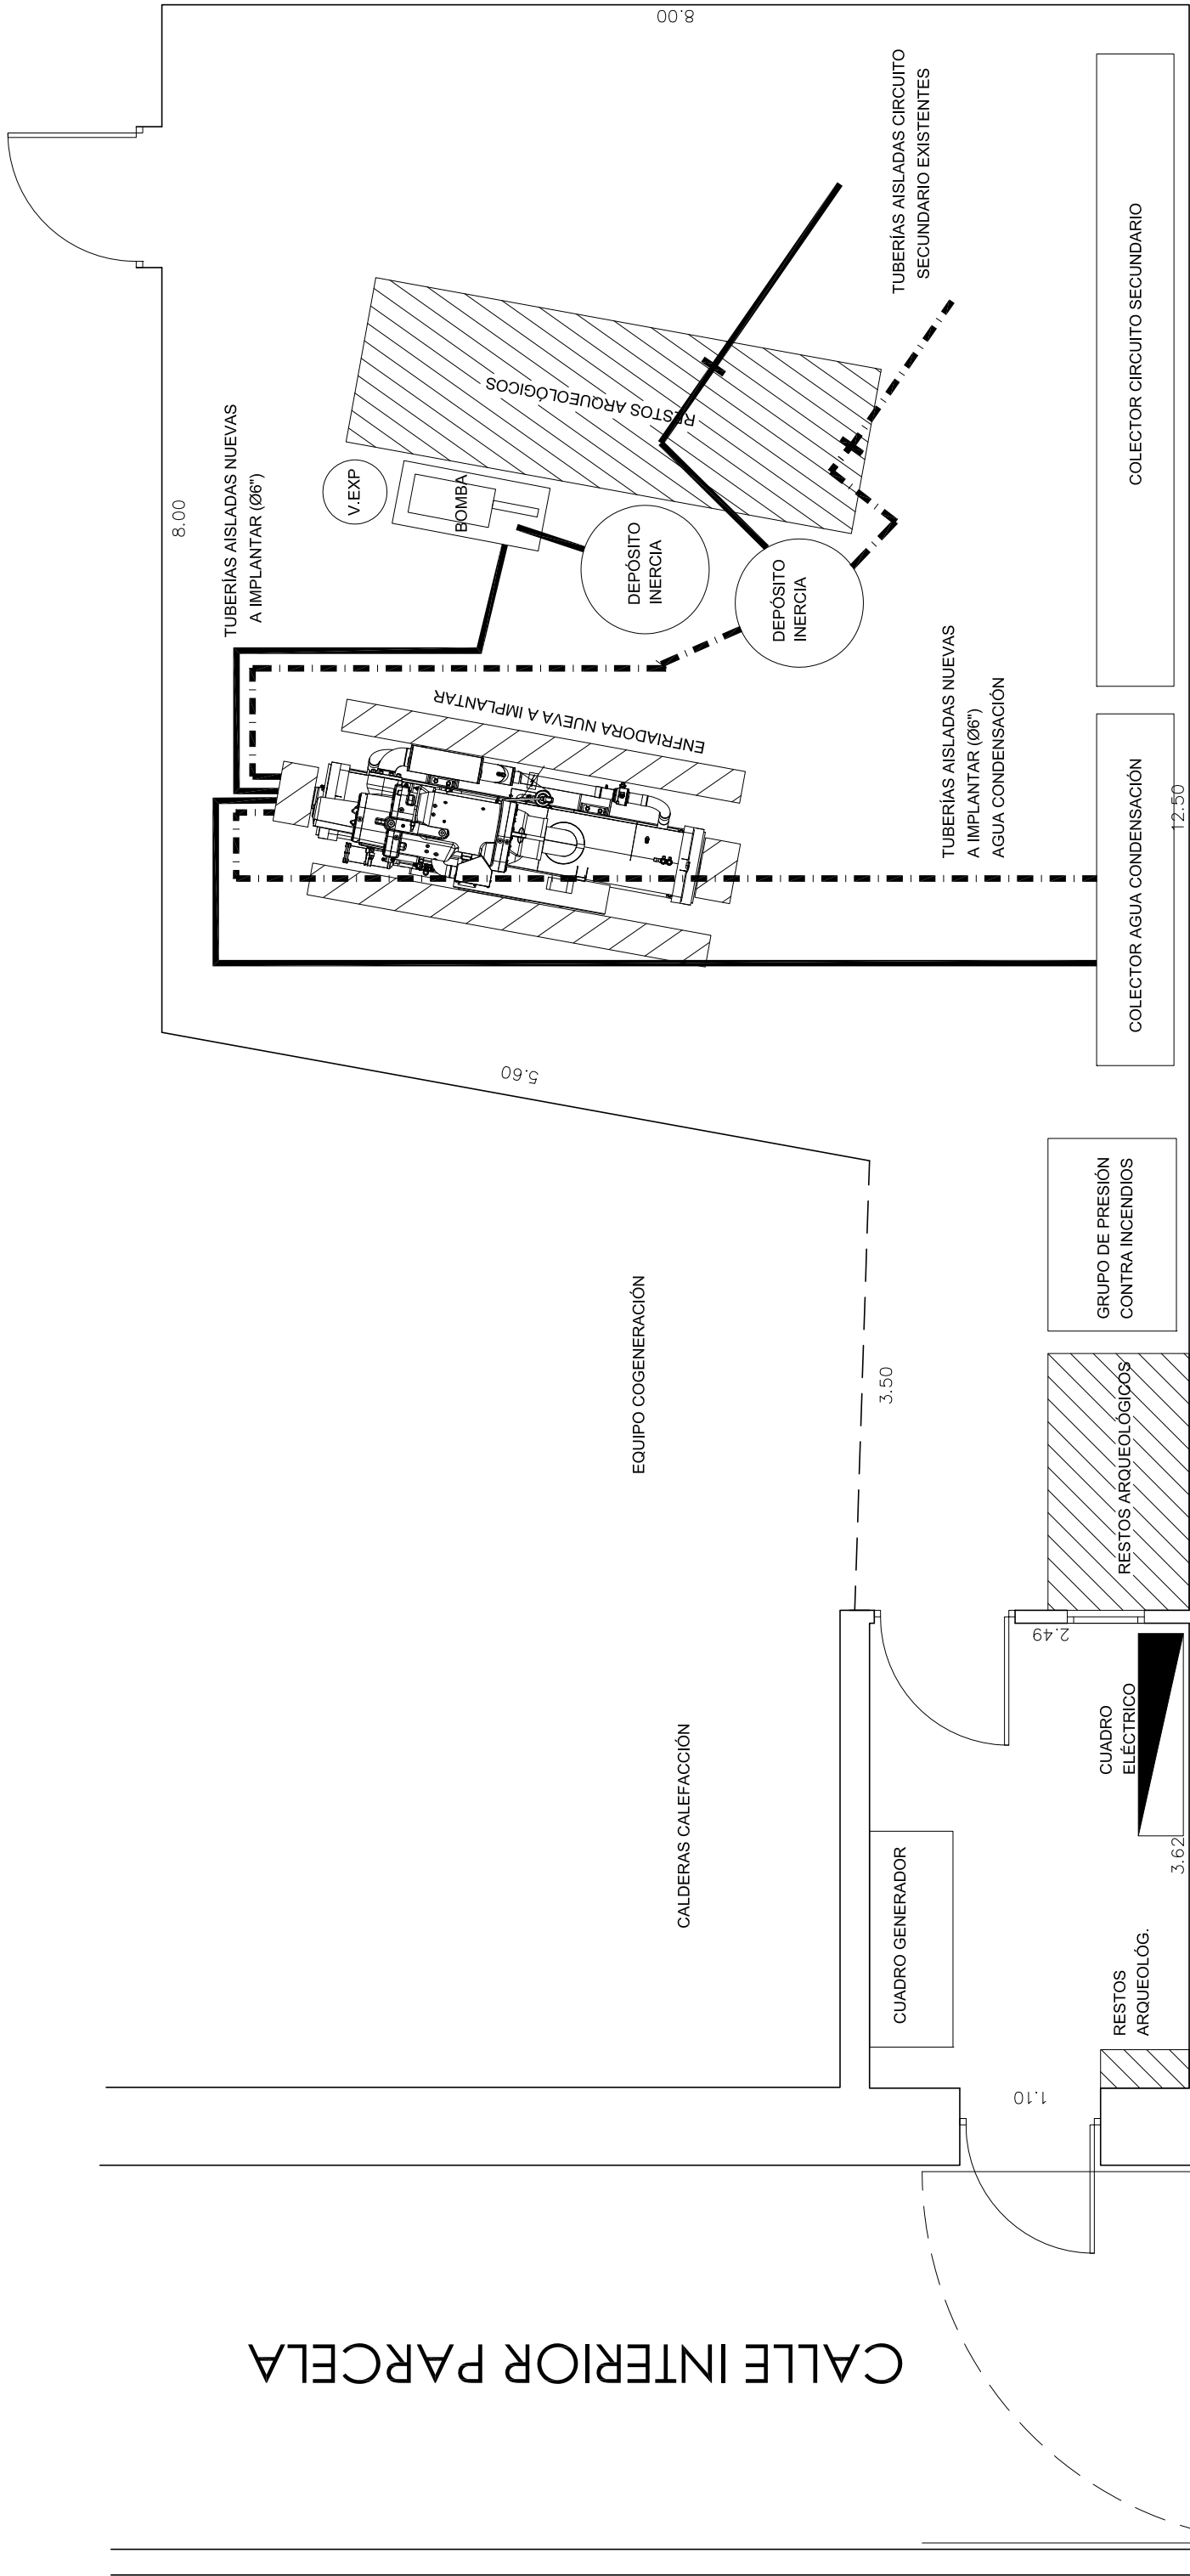 8.00
8.00
TUBERÍAS AISLADAS CIRCUITO
SECUNDARIO EXISTENTES
TUBERÍAS AISLADAS NUEVAS
A IMPLANTAR (Ø6")
RESTOS ARQUEOLÓGICOS
V.EXP
BOMBA
DEPÓSITO
INERCIA
DEPÓSITO
INERCIA
COLECTOR CIRCUITO SECUNDARIO
ENFRIADORA NUEVA A IMPLANTAR
TUBERÍAS AISLADAS NUEVAS
A IMPLANTAR (Ø6")
AGUA CONDENSACIÓN
COLECTOR AGUA CONDENSACIÓN
12.50
5.60
GRUPO DE PRESIÓN
CONTRA INCENDIOS
EQUIPO COGENERACIÓN
3.50
RESTOS ARQUEOLÓGICOS
2.49
CUADRO
ELÉCTRICO
3.62
CALDERAS CALEFACCIÓN
CUADRO GENERADOR
RESTOS
ARQUEOLÓG.
1.10
CALLE INTERIOR PARCELA